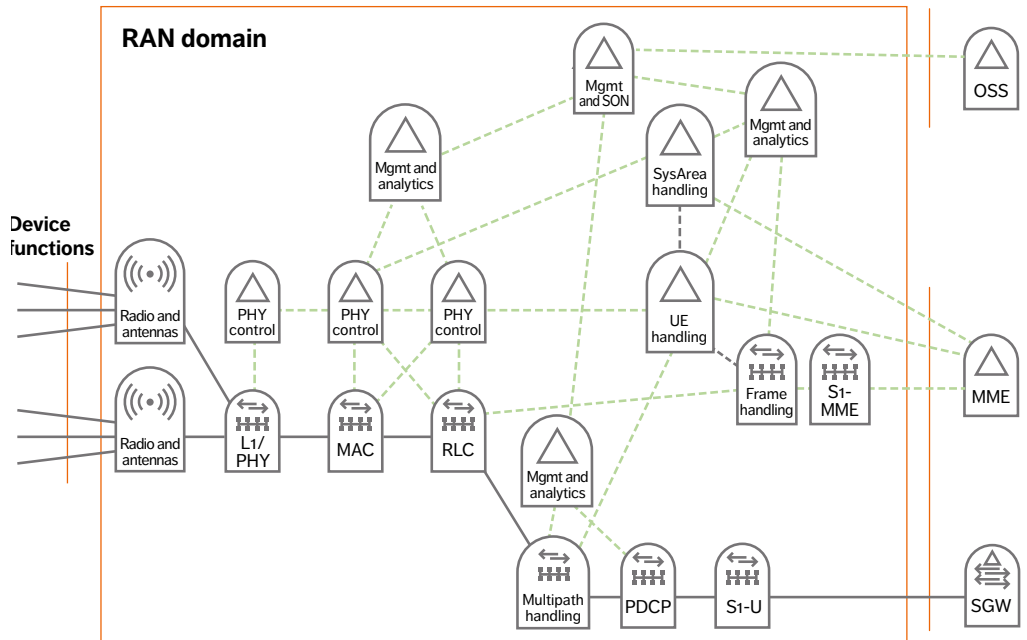 RAN domain
Mgmt
and SON
OSS
Mgmt and
analytics
Mgmt and
analytics
SysArea
handling
Device
functions
Radio and
antennas
PHY
control
PHY
control
PHY
control
UE
handling
Radio and
antennas
L1/
PHY
MAC
RLC
Frame
handling
S1-
MME
MME
Mgmt and
analytics
Multipath
handling
PDCP
S1-U
SGW